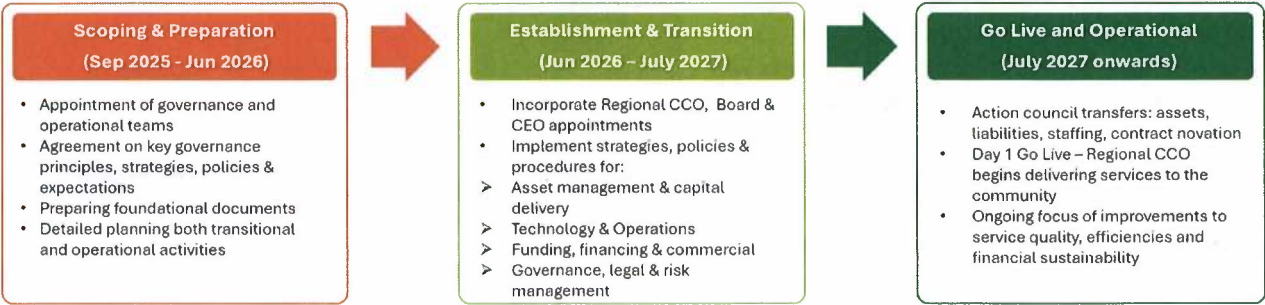 Scoping & Preparation
(Sep 2025 - Jun 2026)
• Appointment of governance and
operational teams
• Agreement on key governance
principles, strategies, policies &
expectations
• Preparing foundational documents
• Detailed planning both transitional
and operational activities
Establishment & Transition
(Jun 2026 – July 2027)
• Incorporate Regional CCO, Board &
CEO appointments
• Implement strategies, policies &
procedures for:
➢ Asset management & capital
delivery
➢ Technology & Operations
➢ Funding, financing & commercial
➢ Governance, legal & risk
management
Go Live and Operational
(July 2027 onwards)
• Action council transfers: assets,
liabilities, staffing, contract novation
• Day 1 Go Live – Regional CCO
begins delivering services to the
community
• Ongoing focus of improvements to
service quality, efficiencies and
financial sustainability